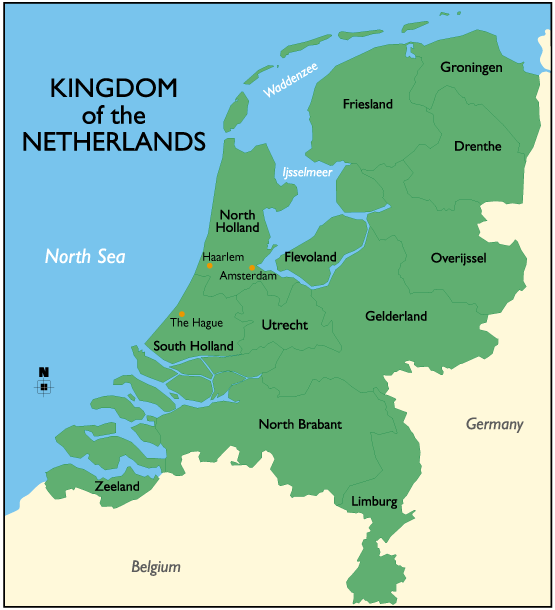 KINGDOM
of the
NETHERLANDS
Waddenzee
Groningen
Friesland
Drenthe
Ijsselmeer
North
Holland
North Sea
Haarlem
Flevoland
Overijssel
Amsterdam
The Hague
Utrecht
Gelderland
South Holland
N
North Brabant
Germany
Zeeland
Limburg
Belgium